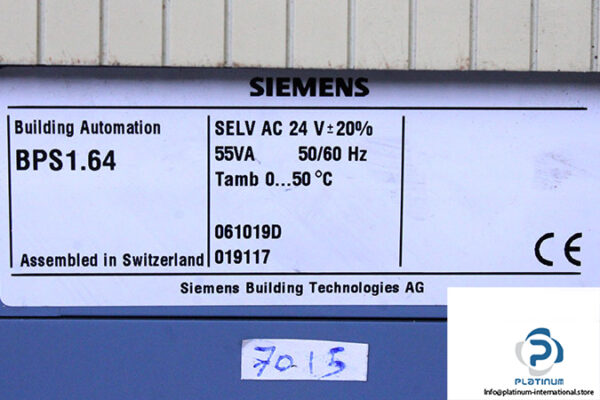 SIEMENS
Building Automation
BPS1.64
Assembled in Switzerland
SELV AC 24 V±20%
55VA 50/60 Hz
Tamb 0...50 °C
061019D
019117
CE
Siemens Building Technologies AG
7015
PLATINUM
Info@platinum-international.store